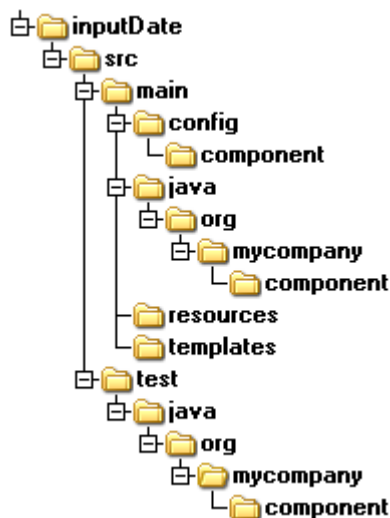 inputDate
src
main
config
component
java
org
mycompany
component
resources
templates
test
java
org
mycompany
component